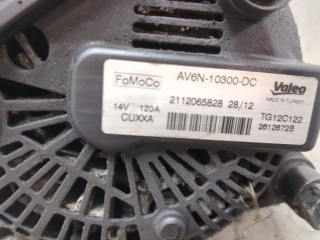 FoMoCo
AV6N-10300-DC
Valeo
MADE IN TURKEY
14V 120A
2112065828 28/12
CLIXXA
TG12C122
2612672B